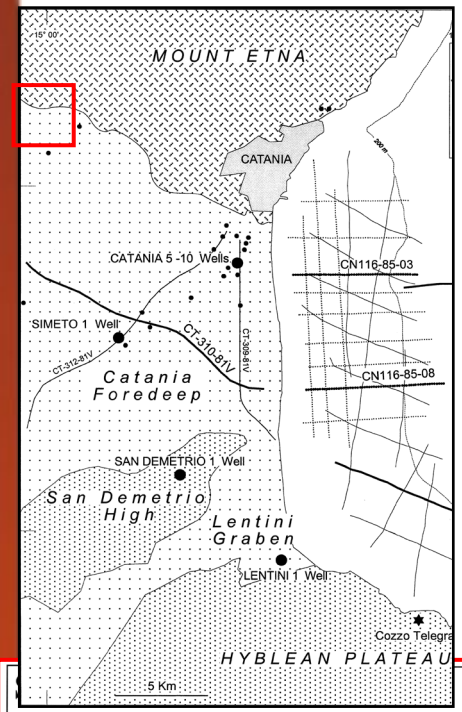 15° 00'
MOUNT ETNA
200 m
CATANIA
CATANIA 5 -10 Wells
CN116-85-03
SIMETO 1 Well
CT-312-81V
CT-310-81V
CT-309-81V
Catania
Foredeep
CN116-85-08
SAN DEMETRIO 1 Well
San Demetrio
High
Lentini
Graben
LENTINI 1 Well
Cozzo Telegra
HYBLEAN PLATEAU
5 Km